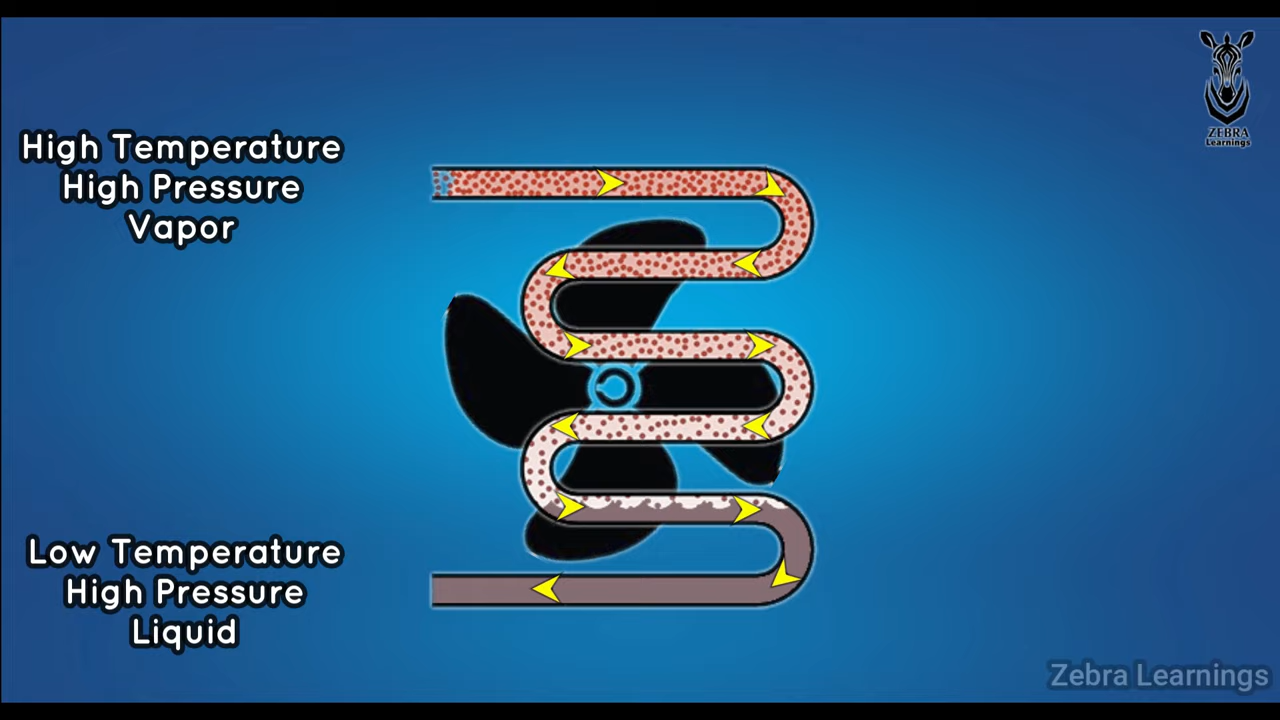 High Temperature
High Pressure
Vapor
Low Temperature
High Pressure
Liquid
ZEBRA
Learnings
Zebra Learnings